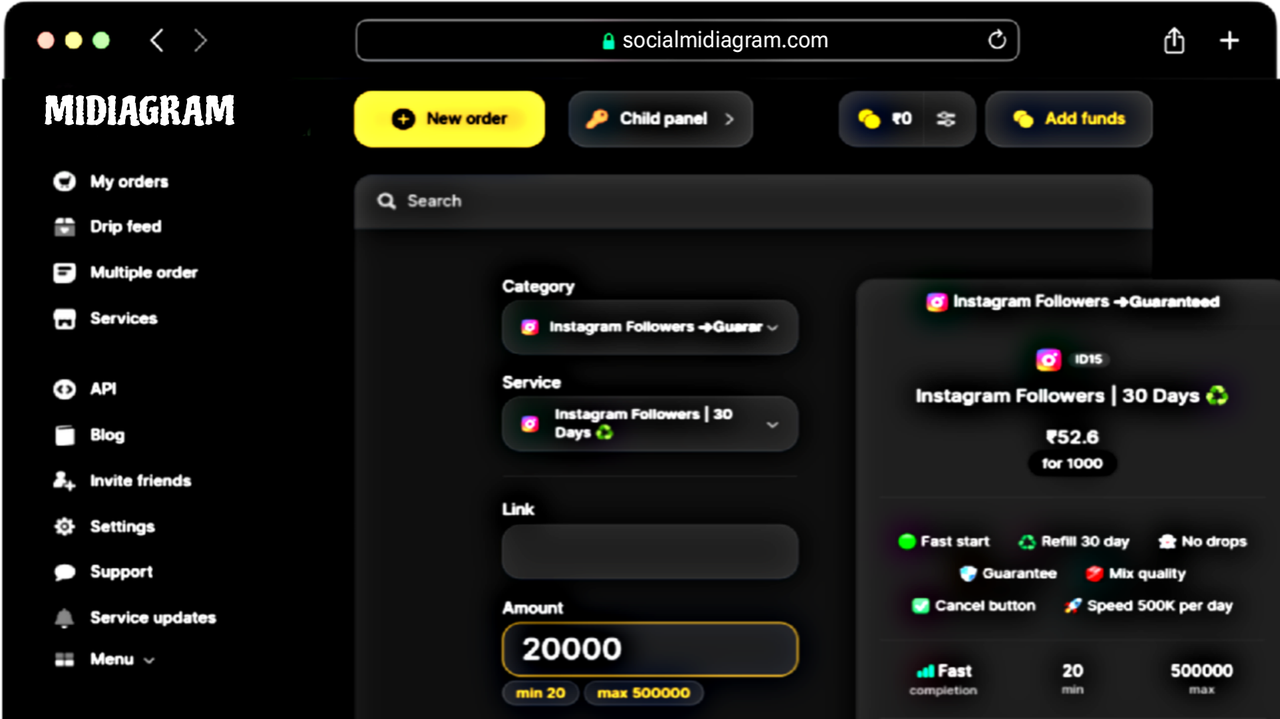 socialmidiagram.com
MIDIAGRAM
New order
Child panel
₹0
Add funds
My orders
Drip feed
Multiple order
Services
API
Blog
Invite friends
Settings
Support
Service updates
Menu
Search
Category
Instagram Followers ➔Guarar
Service
Instagram Followers | 30
Days ♻️
Link
Amount
20000
min 20
max 500000
Instagram Followers ➔Guaranteed
ID15
Instagram Followers | 30 Days ♻️
₹52.6
for 1000
Fast start
Refill 30 day
No drops
Guarantee
Mix quality
Cancel button
Speed 500K per day
Fast
completion
20
min
500000
max